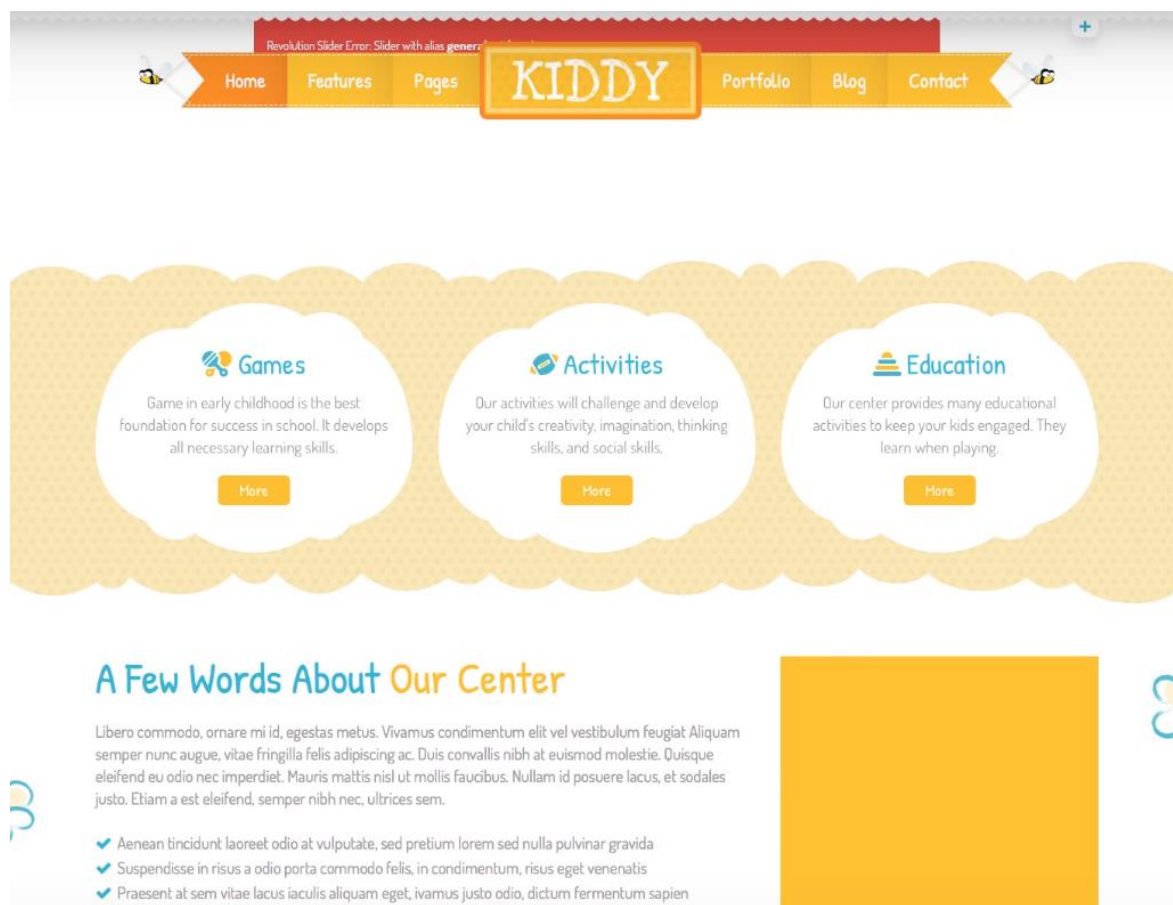 Revolution Slider Error: Slider with alias
Home Features Pages KIDDY Portfolio Blog Contact
Games
Game in early childhood is the best
foundation for success in school. It develops
all necessary learning skills.
More
Activities
Our activities will challenge and develop
your child's creativity, imagination, thinking
skills, and social skills.
More
Education
Our center provides many educational
activities to keep your kids engaged. They
learn when playing.
More
A Few Words About Our Center
Libero commodo, ornare mi id, egestas metus. Vivamus condimentum elit vel vestibulum feugiat Aliquam
semper nunc augue, vitae fringilla felis adipiscing ac. Duis convallis nibh at euismod molestie. Quisque
eleifend eu odio nec imperdiet. Mauris mattis nisl ut mollis faucibus. Nullam id posuere lacus, et sodales
justo. Etiam a est eleifend, semper nibh nec, ultrices sem.
Aenean tincidunt laoreet odio at vulputate, sed pretium lorem sed nulla pulvinar gravida
Suspendisse in risus a odio porta commodo felis, in condimentum, risus eget venenatis
Praesent at sem vitae lacus iaculis aliquam eget, ivamus justo odio, dictum fermentum sapien